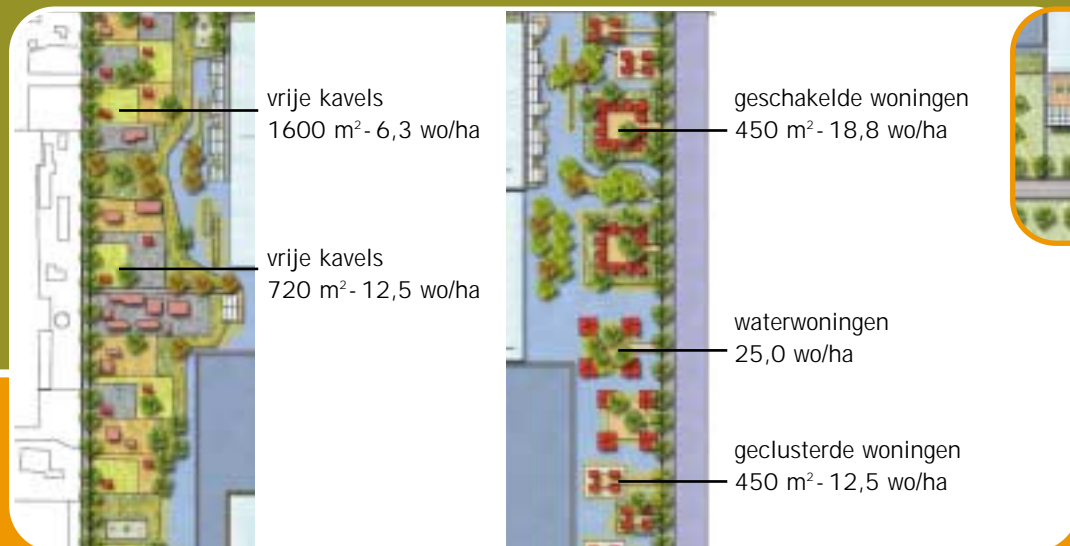 vrije kavels
1600 m² - 6,3 wo/ha
vrije kavels
720 m² - 12,5 wo/ha
geschakelde woningen
450 m² - 18,8 wo/ha
waterwoningen
25,0 wo/ha
geclusterde woningen
450 m² - 12,5 wo/ha